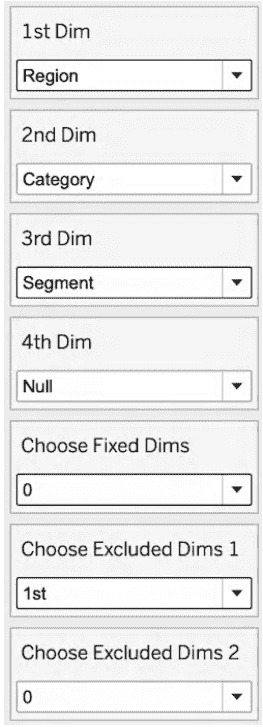 1st Dim
Region
2nd Dim
Category
3rd Dim
Segment
4th Dim
Null
Choose Fixed Dims
0
Choose Excluded Dims 1
1st
Choose Excluded Dims 2
0